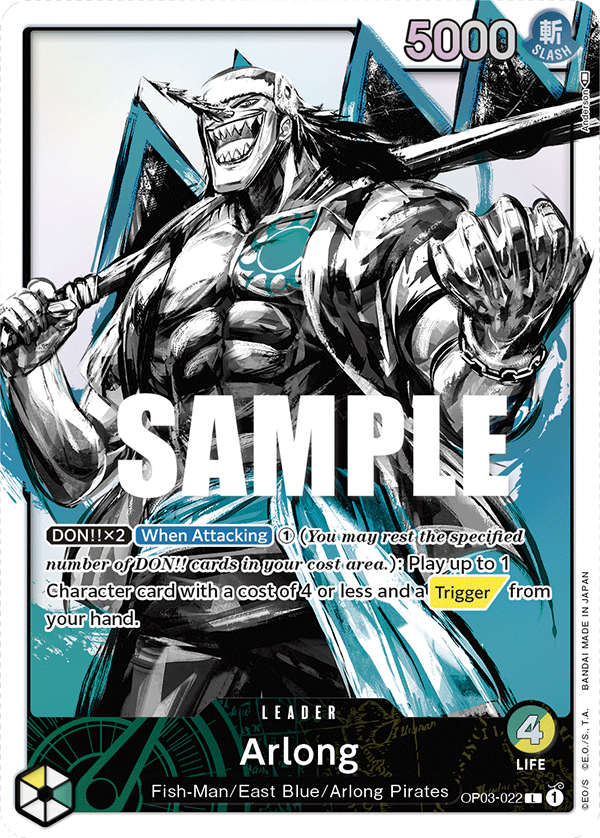 5000
斬
SLASH
Anderson
SAMPLE
DON!!×2 When Attacking ① (You may rest the specified
number of DON!! cards in your cost area.): Play up to 1
Character card with a cost of 4 or less and a Trigger from
your hand.
LEADER
Arlong
Fish-Man/East Blue/Arlong Pirates
4
LIFE
OP03-022 L 1
©E.O./S ©E.O./S., T.A. BANDAI MADE IN JAPAN